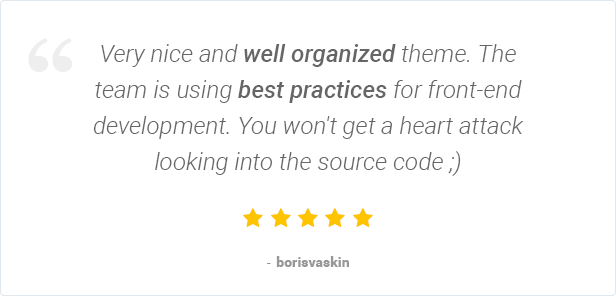 Very nice and well organized theme. The
team is using best practices for front-end
development. You won't get a heart attack
looking into the source code ;)
- borisvaskin